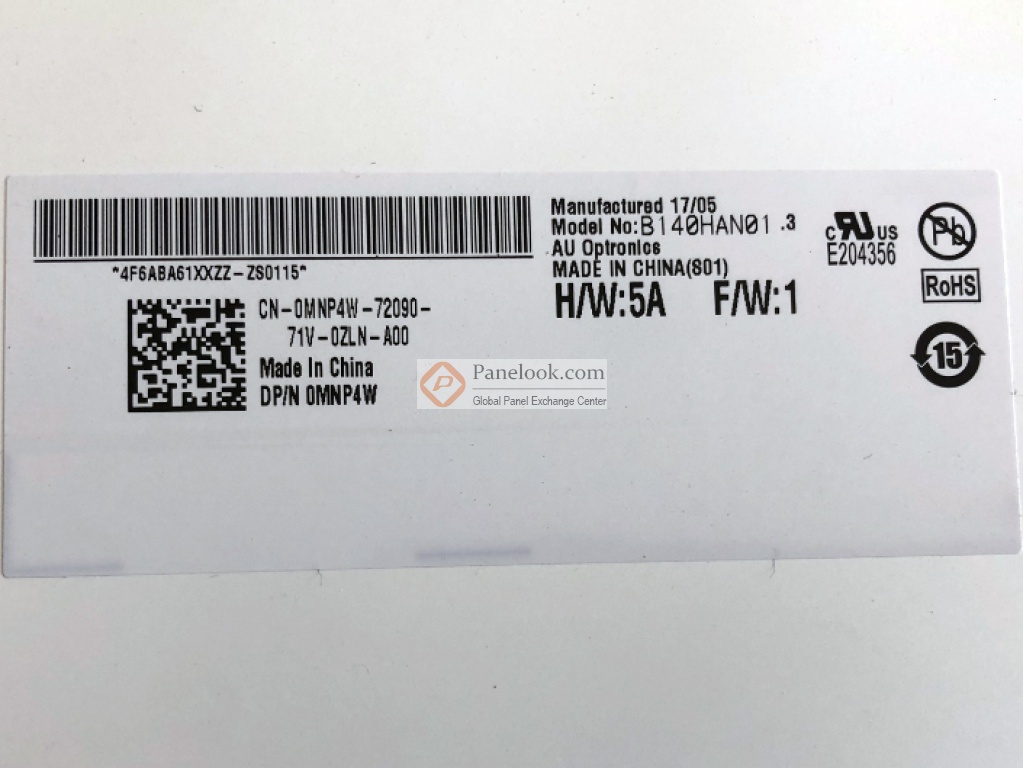 *4F6ABA61XXZZ-ZS0115*
CN-0MNP4W-72090-
71V-0ZLN-A00
Made In China
DP/N 0MNP4W
Manufactured 17/05
Model No:B140HAN01 .3
AU Optronics
MADE IN CHINA(S01)
H/W:5A F/W:1
c RU US
E204356
Pb
RoHS
15
P Panelook.com
Global Panel Exchange Center